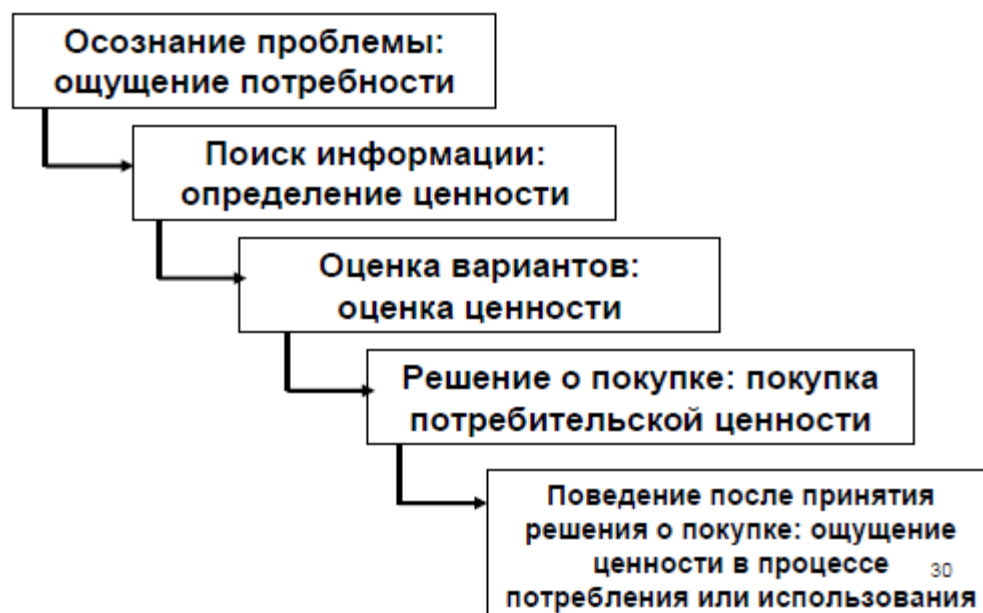 Осознание проблемы:
ощущение потребности
Поиск информации:
определение ценности
Оценка вариантов:
оценка ценности
Решение о покупке: покупка
потребительской ценности
Поведение после принятия
решения о покупке: ощущение
ценности в процессе
30
потребления или использования